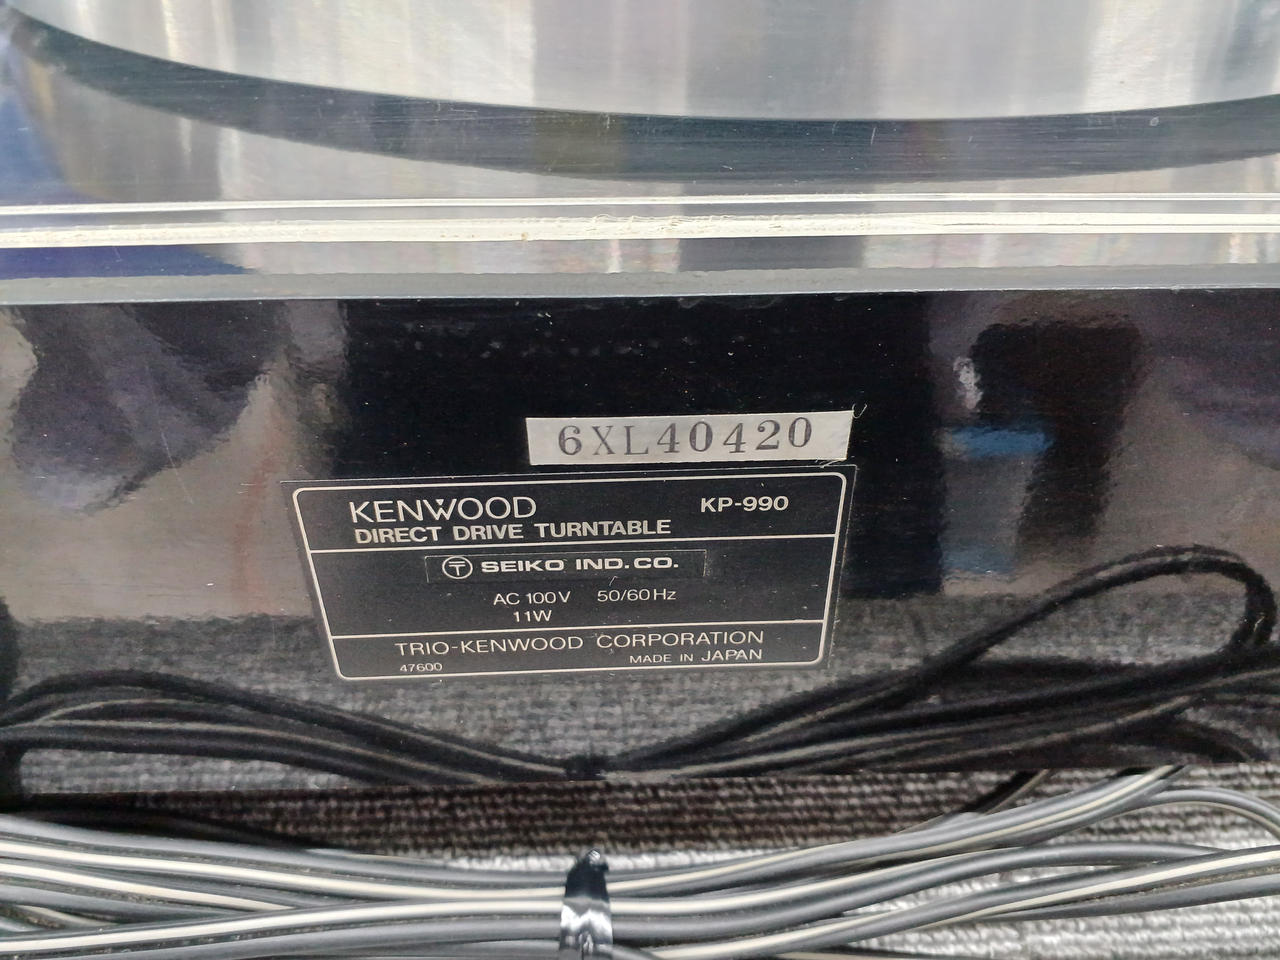 6XL40420
KENWOOD KP-990
DIRECT DRIVE TURNTABLE
〒 SEIKO IND. CO.
AC 100V 50/60Hz
11W
TRIO-KENWOOD CORPORATION
47600 MADE IN JAPAN